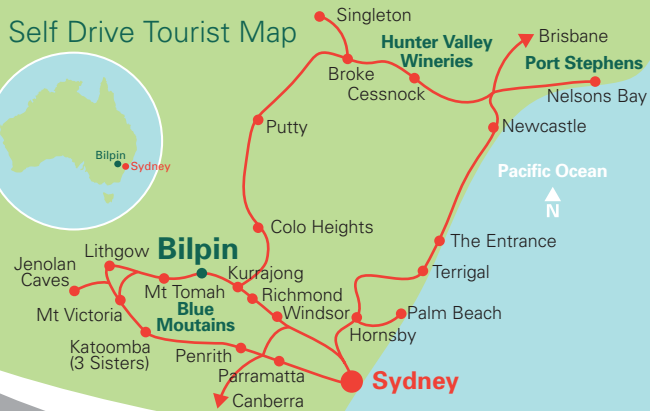 Self Drive Tourist Map
Singleton
Hunter Valley
Wineries
Brisbane
Port Stephens
Broke
Cessnock
Nelsons Bay
Putty
Newcastle
Bilpin
Sydney
Pacific Ocean
N
Colo Heights
The Entrance
Bilpin
Lithgow
Jenolan
Caves
Kurrajong
Terrigal
Mt Tomah
Richmond
Mt Victoria
Blue
Moutains
Windsor
Palm Beach
Hornsby
Katoomba
(3 Sisters)
Penrith
Parramatta
Sydney
Canberra